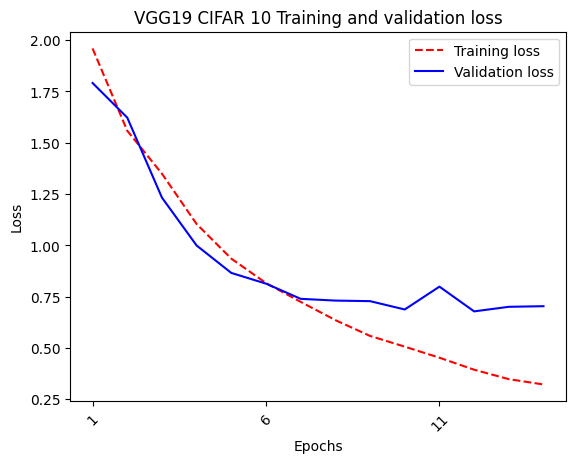 VGG19 CIFAR 10 Training and validation loss
Training loss
Validation loss
2.00
1.75
1.50
1.25
1.00
0.75
0.50
0.25
Loss
1
6
11
Epochs